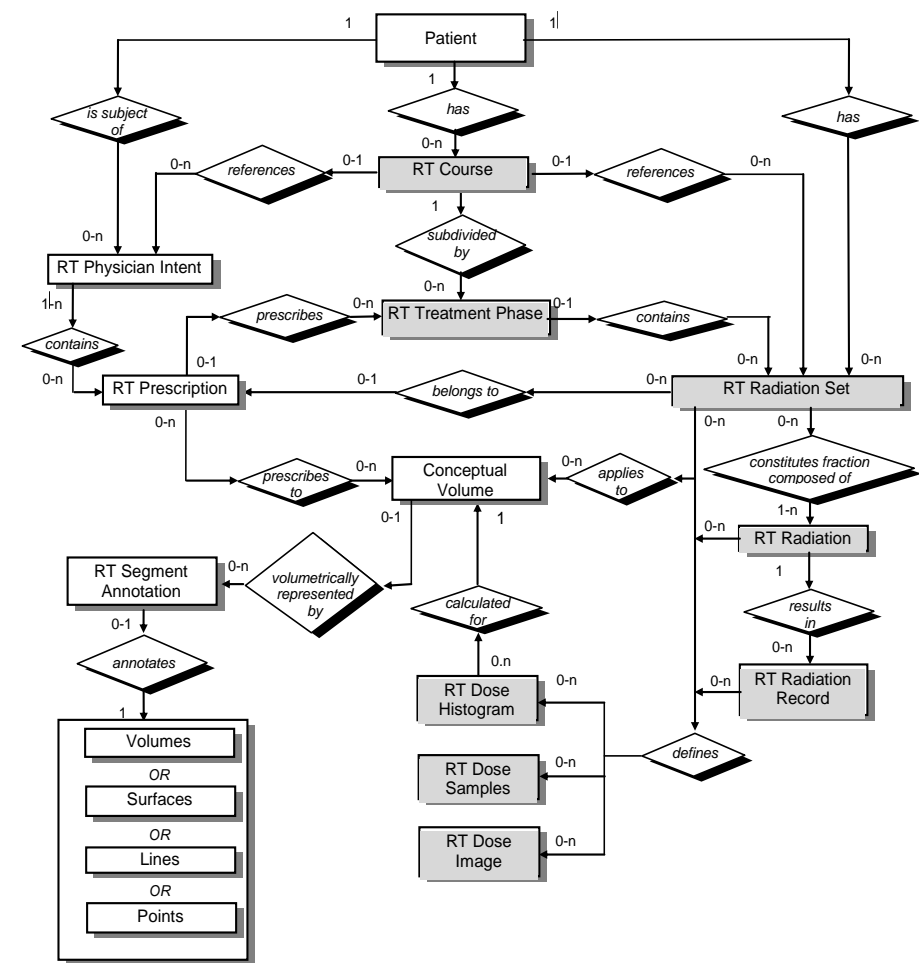 1
Patient
1
1
is subject
of
has
has
0-n
0-n
references
0-1
RT Course
0-1
references
0-n
1
0-n
subdivided
by
RT Physician Intent
0-n
1-n
prescribes
0-n
RT Treatment Phase
0-1
contains
contains
0-1
0-n
0-n
0-n
0-n
RT Prescription
0-1
belongs to
0-n
RT Radiation Set
0-n
0-n
0-n
prescribes
to
0-n
Conceptual
Volume
0-n
applies
to
constitutes fraction
composed of
0-1
1
1-n
0-n
RT Radiation
RT Segment
Annotation
0-n
volumetrically
represented
by
1
calculated
for
results
in
0-1
0-n
annotates
0.n
0-n
RT Radiation
Record
RT Dose
Histogram
0-n
1
Volumes
defines
OR
RT Dose
Samples
0-n
Surfaces
OR
RT Dose
Image
0-n
Lines
OR
Points